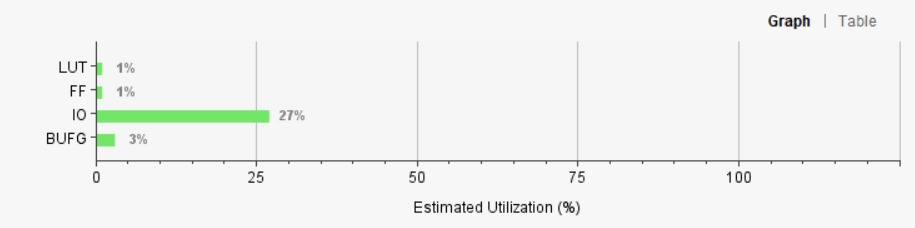 Graph | Table
LUT 1%
FF 1%
IO 27%
BUFG 3%
0 25 50 75 100
Estimated Utilization (%)